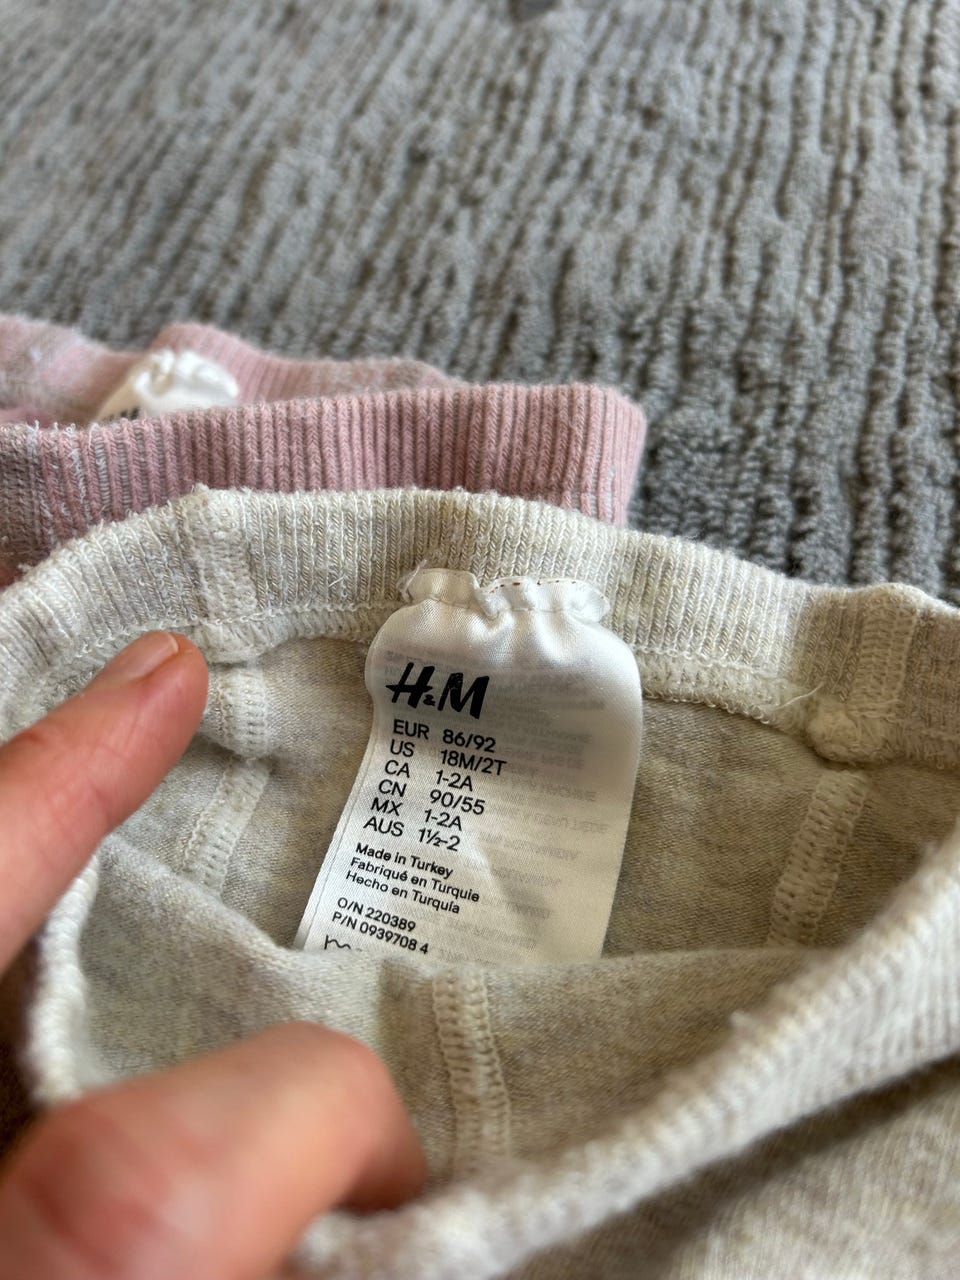 H&M
EUR 86/92
US 18M/2T
CA 1-2A
CN 90/55
MX 1-2A
AUS 1½-2
Made in Turkey
Fabriqué en Turquie
Hecho en Turquía
O/N 220389
P/N 0939708 4